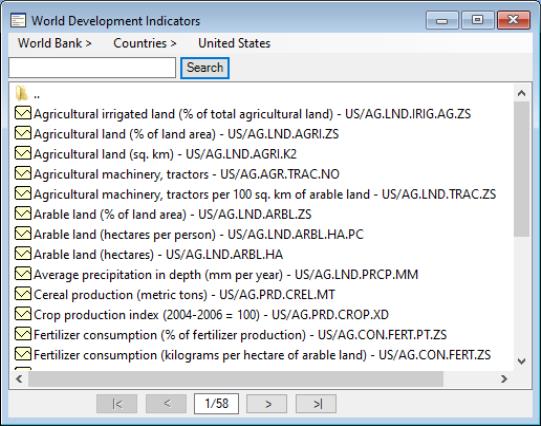 World Development Indicators
World Bank > Countries > United States
Search
..
Agricultural irrigated land (% of total agricultural land) - US/AG.LND.IRIG.AG.ZS
Agricultural land (% of land area) - US/AG.LND.AGRI.ZS
Agricultural land (sq. km) - US/AG.LND.AGRI.K2
Agricultural machinery, tractors - US/AG.AGR.TRAC.NO
Agricultural machinery, tractors per 100 sq. km of arable land - US/AG.LND.TRAC.ZS
Arable land (% of land area) - US/AG.LND.ARBL.ZS
Arable land (hectares per person) - US/AG.LND.ARBL.HA.PC
Arable land (hectares) - US/AG.LND.ARBL.HA
Average precipitation in depth (mm per year) - US/AG.LND.PRCP.MM
Cereal production (metric tons) - US/AG.PRD.CREL.MT
Crop production index (2004-2006 = 100) - US/AG.PRD.CROP.XD
Fertilizer consumption (% of fertilizer production) - US/AG.CON.FERT.PT.ZS
Fertilizer consumption (kilograms per hectare of arable land) - US/AG.CON.FERT.ZS
|< < 1/58 > >|